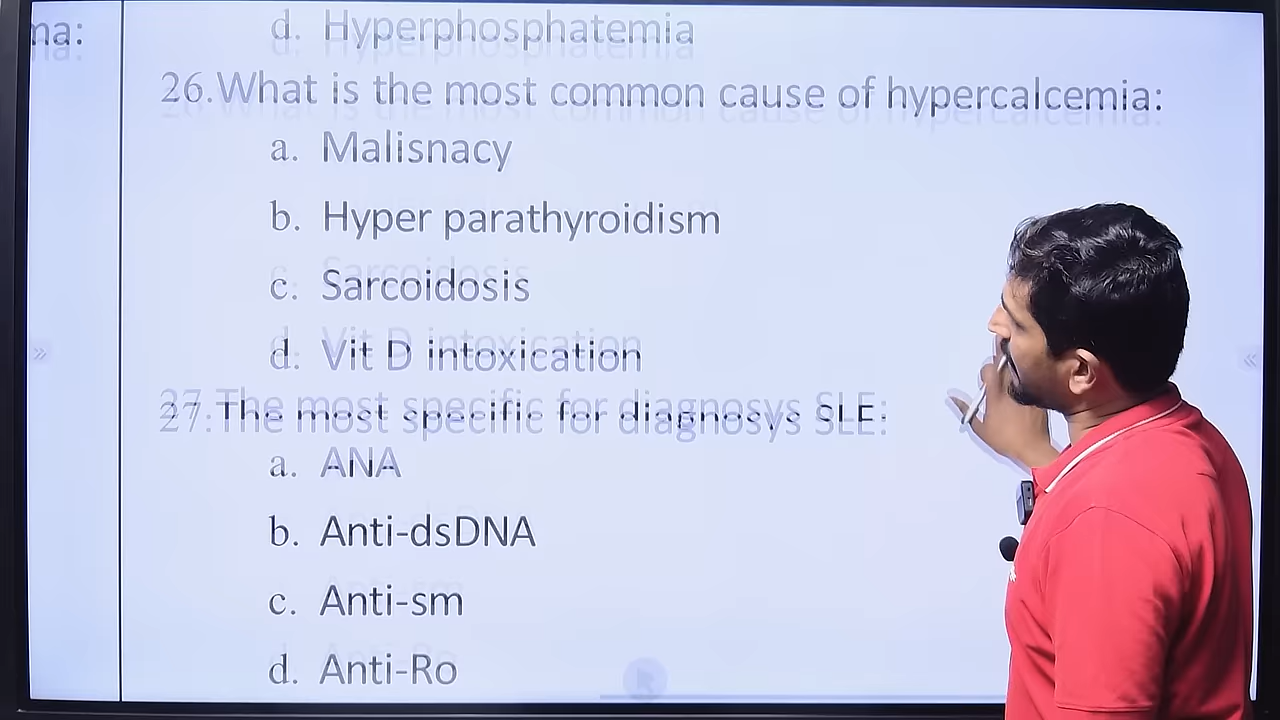 d. Hyperphosphatemia
na:
26.What is the most common cause of hypercalcemia:
a. Malisnacy
b. Hyper parathyroidism
c. Sarcoidosis
d. Vit D intoxication
27.The most specific for diagnosys SLE:
a. ANA
b. Anti-dsDNA
c. Anti-sm
d. Anti-Ro